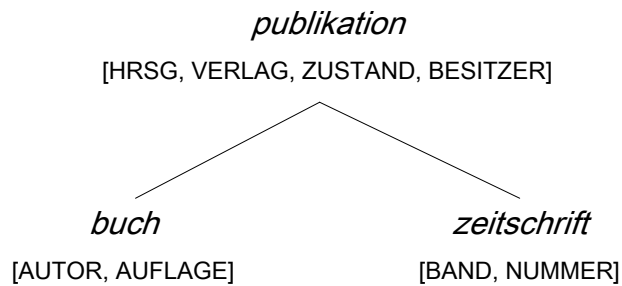 publikation
[HRSG, VERLAG, ZUSTAND, BESITZER]
buch
[AUTOR, AUFLAGE]
zeitschrift
[BAND, NUMMER]